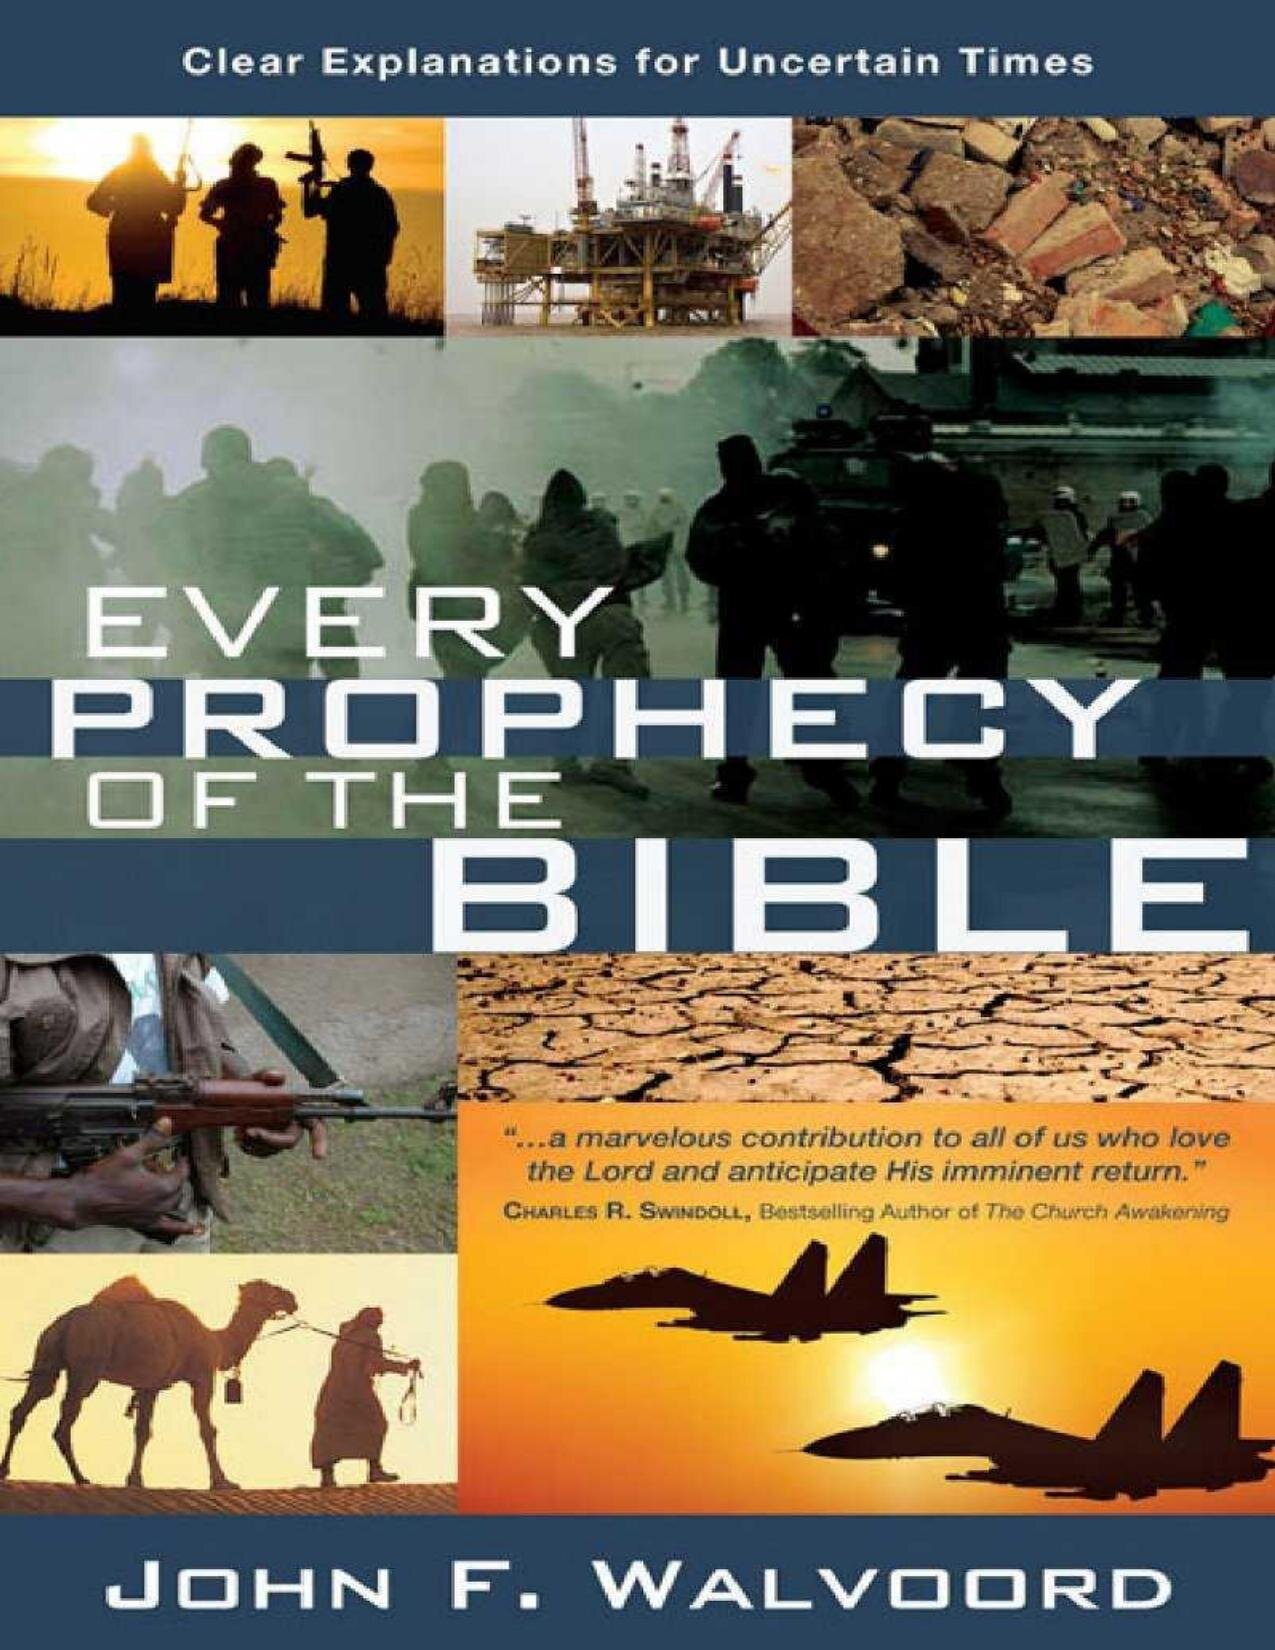 Clear Explanations for Uncertain Times
EVERY
PROPHECY
OF THE
BIBLE
“...a marvelous contribution to all of us who love
the Lord and anticipate His imminent return.”
CHARLES R. SWINDOLL, Bestselling Author of The Church Awakening
JOHN F. WALVOORD